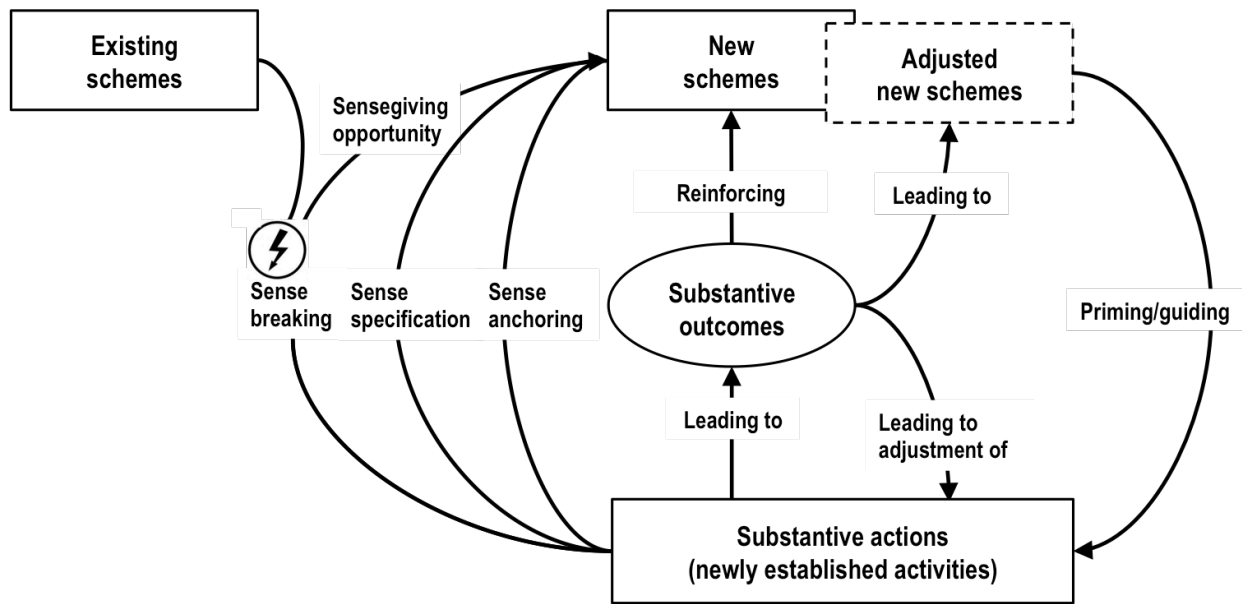 Existing
schemes
New
schemes
Adjusted
new schemes
Sensegiving
opportunity
Reinforcing
Leading to
Sense
breaking
Sense
specification
Sense
anchoring
Substantive
outcomes
Priming/guiding
Leading to
Leading to
adjustment of
Substantive actions
(newly established activities)